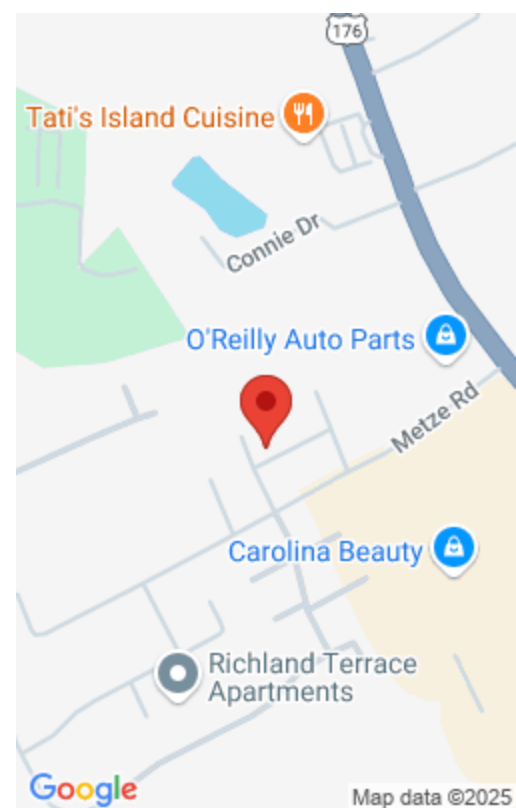 176
Tati's Island Cuisine
Connie Dr
O'Reilly Auto Parts
Metze Rd
Carolina Beauty
Richland Terrace
Apartments
Google
Map data ©2025